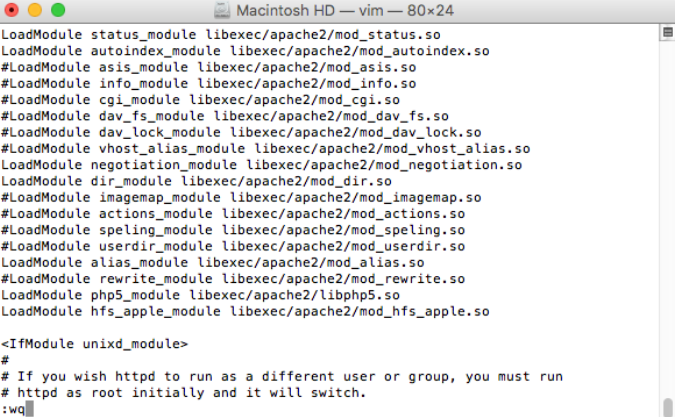 Macintosh HD — vim — 80×24
LoadModule status_module libexec/apache2/mod_status.so
LoadModule autoindex_module libexec/apache2/mod_autoindex.so
#LoadModule asis_module libexec/apache2/mod_asis.so
#LoadModule info_module libexec/apache2/mod_info.so
#LoadModule cgi_module libexec/apache2/mod_cgi.so
#LoadModule dav_fs_module libexec/apache2/mod_dav_fs.so
#LoadModule dav_lock_module libexec/apache2/mod_dav_lock.so
#LoadModule vhost_alias_module libexec/apache2/mod_vhost_alias.so
LoadModule negotiation_module libexec/apache2/mod_negotiation.so
LoadModule dir_module libexec/apache2/mod_dir.so
#LoadModule imagemap_module libexec/apache2/mod_imagemap.so
#LoadModule actions_module libexec/apache2/mod_actions.so
#LoadModule speling_module libexec/apache2/mod_speling.so
#LoadModule userdir_module libexec/apache2/mod_userdir.so
LoadModule alias_module libexec/apache2/mod_alias.so
#LoadModule rewrite_module libexec/apache2/mod_rewrite.so
LoadModule php5_module libexec/apache2/libphp5.so
LoadModule hfs_apple_module libexec/apache2/mod_hfs_apple.so

<IfModule unixd_module>
#
# If you wish httpd to run as a different user or group, you must run
# httpd as root initially and it will switch.
:wq